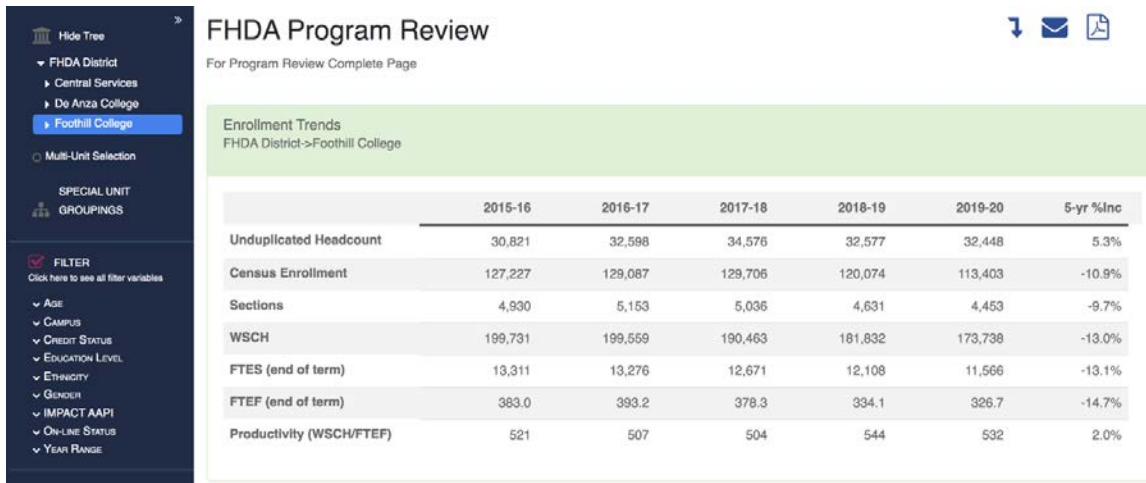 »
Hide Tree
FHDA District
Central Services
De Anza College
Foothill College
Multi-Unit Selection
SPECIAL UNIT
GROUPINGS
FILTER
Click here to see all filter variables
AGE
CAMPUS
CREDIT STATUS
EDUCATION LEVEL
ETHNICITY
GENDER
IMPACT AAPI
ON-LINE STATUS
YEAR RANGE
FHDA Program Review
For Program Review Complete Page
Enrollment Trends
FHDA District->Foothill College
2015-16 2016-17 2017-18 2018-19 2019-20 5-yr %Inc
Unduplicated Headcount 30,821 32,598 34,576 32,577 32,448 5.3%
Census Enrollment 127,227 129,087 129,706 120,074 113,403 -10.9%
Sections 4,930 5,153 5,036 4,631 4,453 -9.7%
WSCH 199,731 199,559 190,463 181,832 173,738 -13.0%
FTES (end of term) 13,311 13,276 12,671 12,108 11,566 -13.1%
FTEF (end of term) 383.0 393.2 378.3 334.1 326.7 -14.7%
Productivity (WSCH/FTEF) 521 507 504 544 532 2.0%